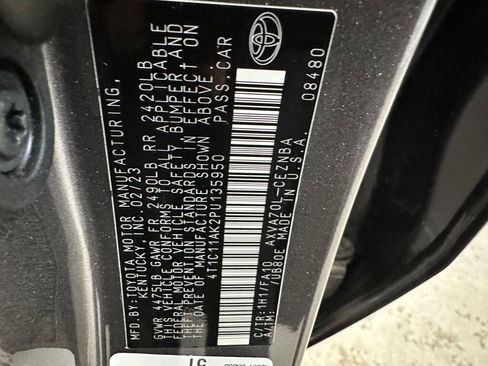 MFD.BY:TOYOTA MOTOR MANUFACTURING,
KENTUCKY, INC. 02/23
GVWR 4475LB GAWR FR 2490LB RR 2420LB
THIS VEHICLE CONFORMS TO ALL APPLICABLE
FEDERAL MOTOR VEHICLE SAFETY, BUMPER, AND
THEFT PREVENTION STANDARDS IN EFFECT ON
THE DATE OF MANUFACTURE SHOWN ABOVE.
4T1C11AK2PU135950 PASS.CAR
C/TR:1H1/FA10 AXVA70L-CEZNBA
A/TM: /UB80E MADE IN U.S.A.
08480